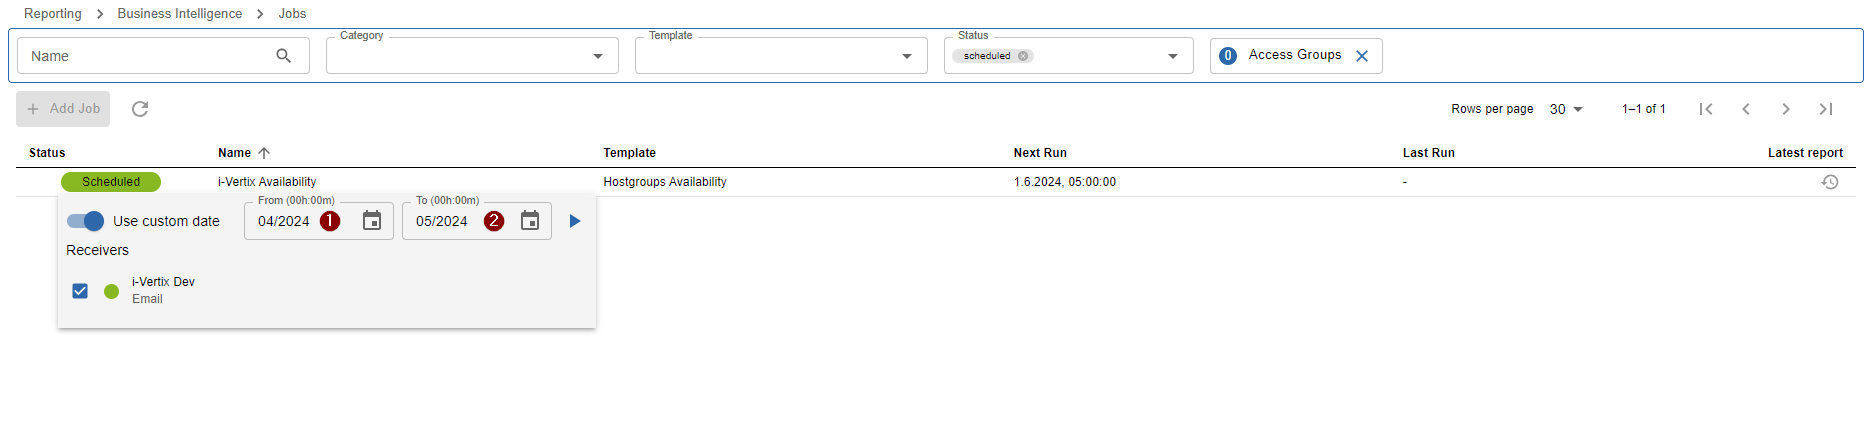 Reporting > Business Intelligence > Jobs
Name Category Template Status scheduled 0 Access Groups
+ Add Job Rows per page 30 1–1 of 1
Status Name Template Next Run Last Run Latest report
Scheduled i-Vertix Availability Hostgroups Availability 1.6.2024, 05:00:00 -
From (00h:00m) To (00h:00m)
Use custom date 04/2024 1 05/2024 2
Receivers
i-Vertix Dev
Email